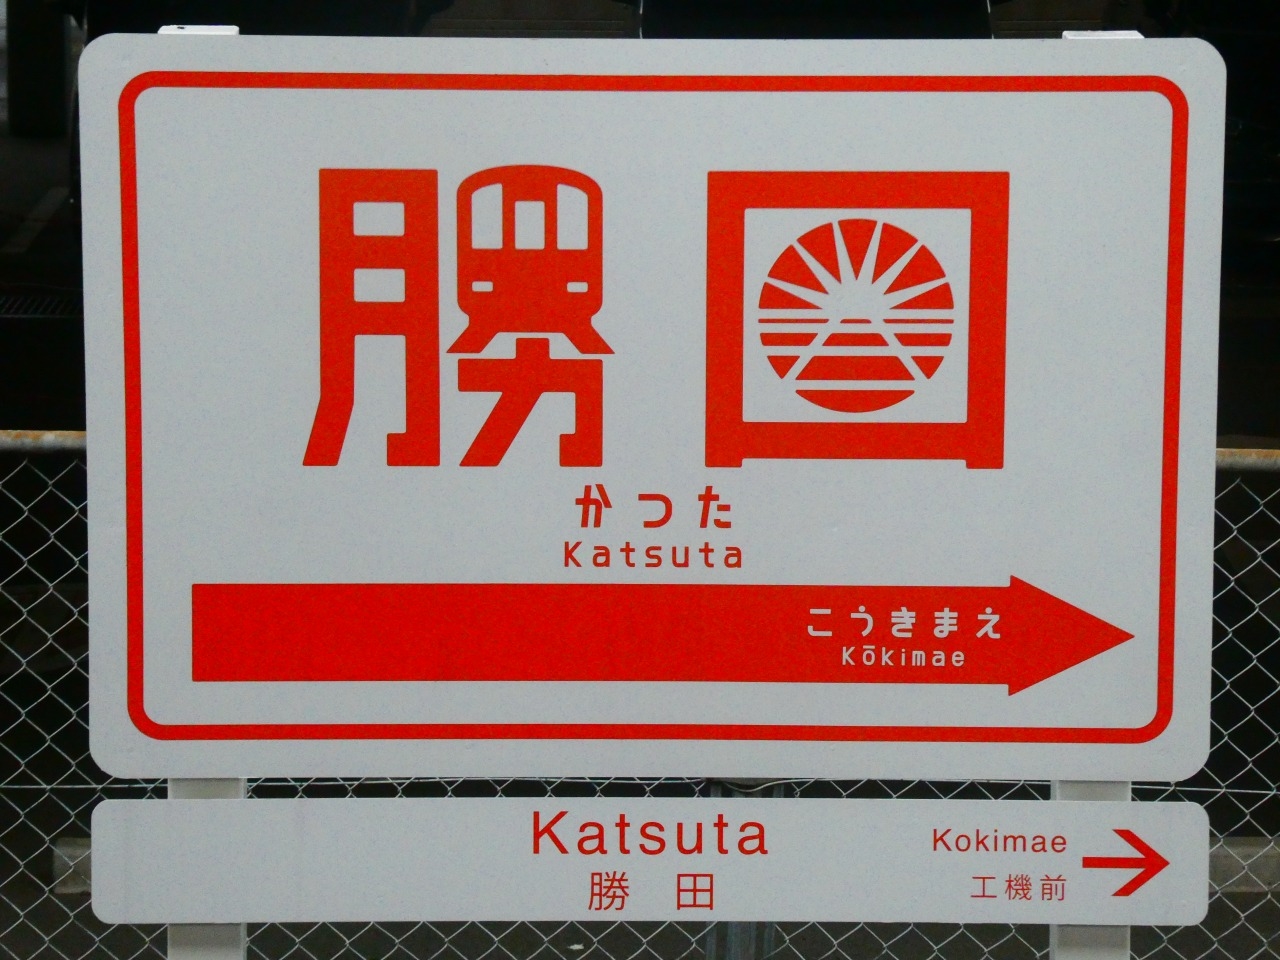 勝田
かつた
Katsuta
こうきまえ
Kōkimae
Katsuta
勝 田
Kokimae
工機前